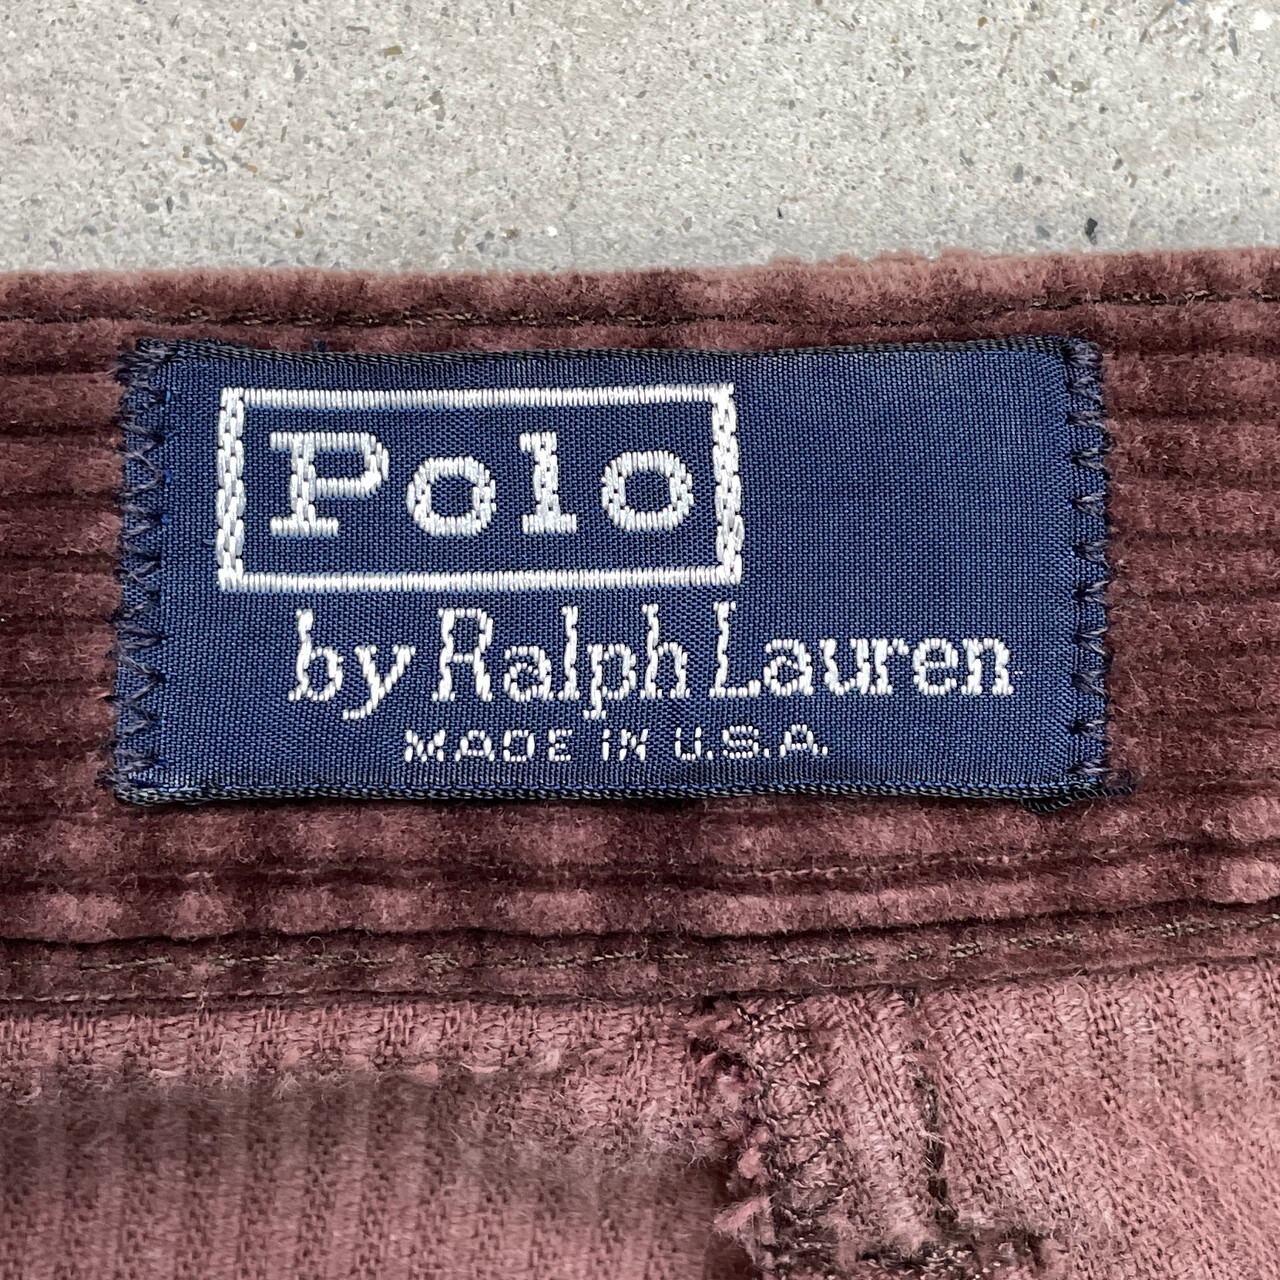 Polo
by Ralph Lauren
MADE iN U.S.A.